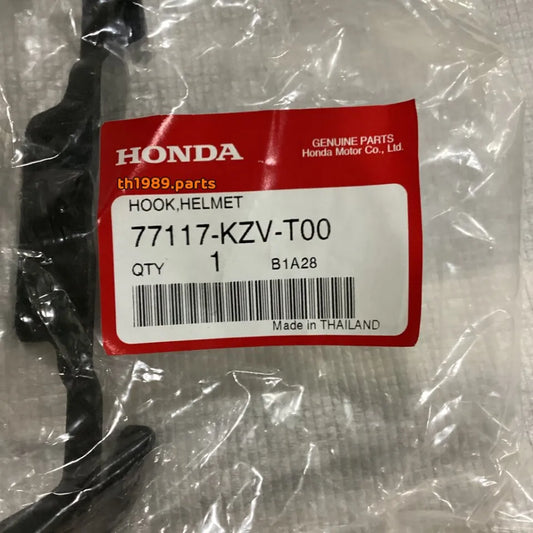 HONDA
GENUINE PARTS
Honda Motor Co., Ltd.
th1989.parts
HOOK,HELMET
77117-KZV-T00
QTY 1 B1A28
Made in THAILAND